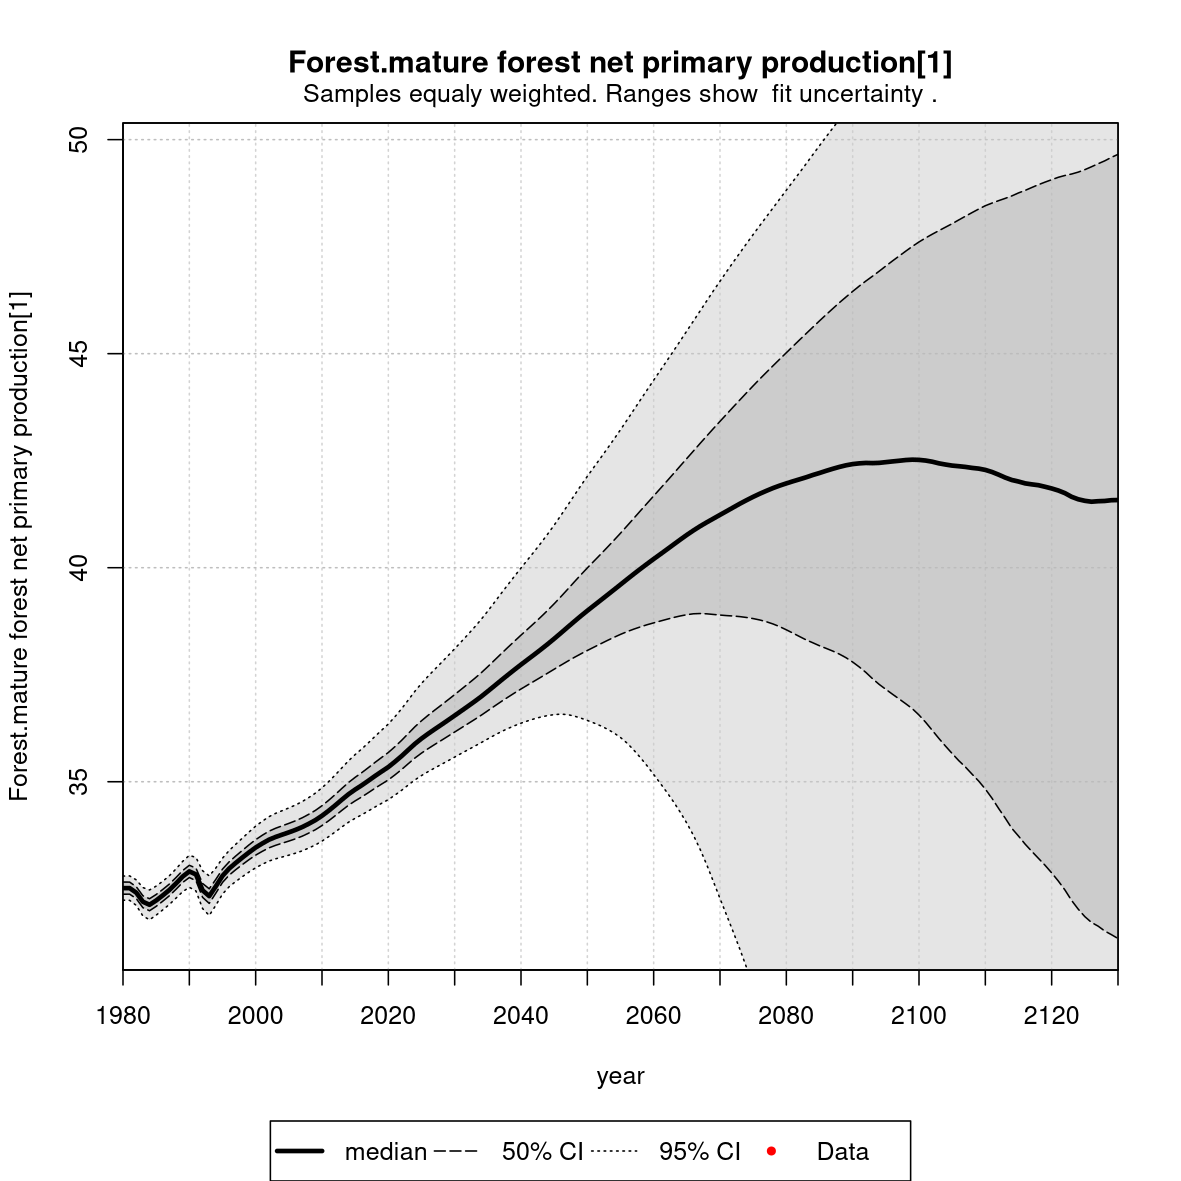 Forest.mature forest net primary production[1]
Samples equaly weighted. Ranges show  fit uncertainty .
Forest.mature forest net primary production[1]
50
45
40
35
1980 2000 2020 2040 2060 2080 2100 2120
year
median 50% CI 95% CI Data